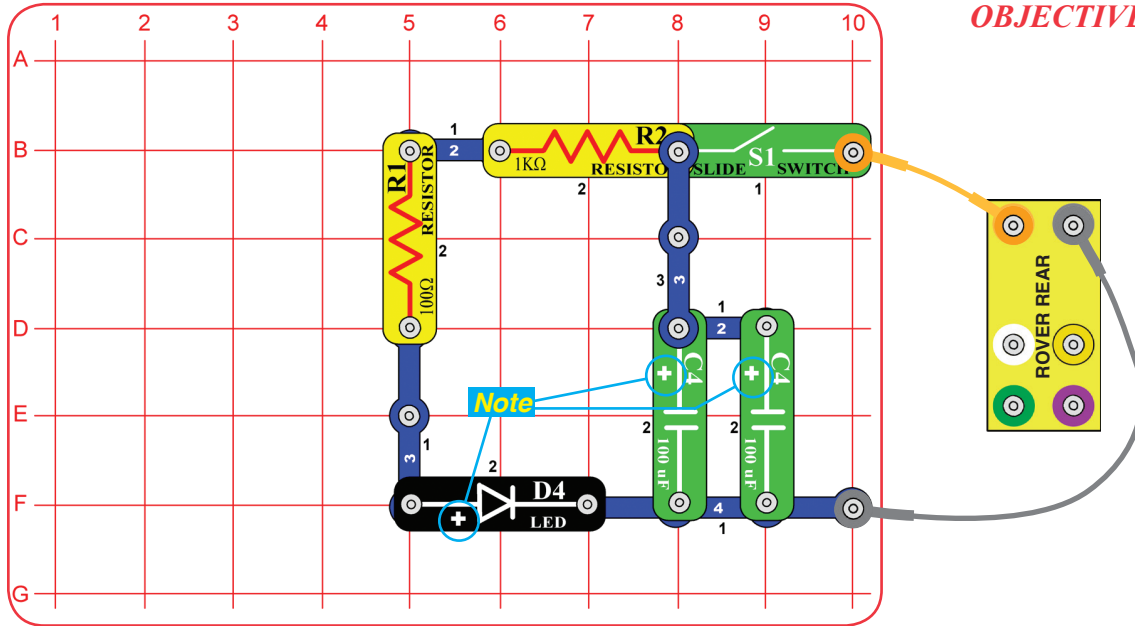 OBJECTIVE
1 2 3 4 5 6 7 8 9 10
A
B
C
D
E
F
G
1
2
R1
RESISTOR
100Ω
2
1KΩ
R2
RESISTO
2
SLIDE
S1
SWITCH
1
3
3
1
2
+
C4
100 uF
2
+
C4
100 uF
2
Note
3
1
2
D4
+
LED
4
1
ROVER REAR